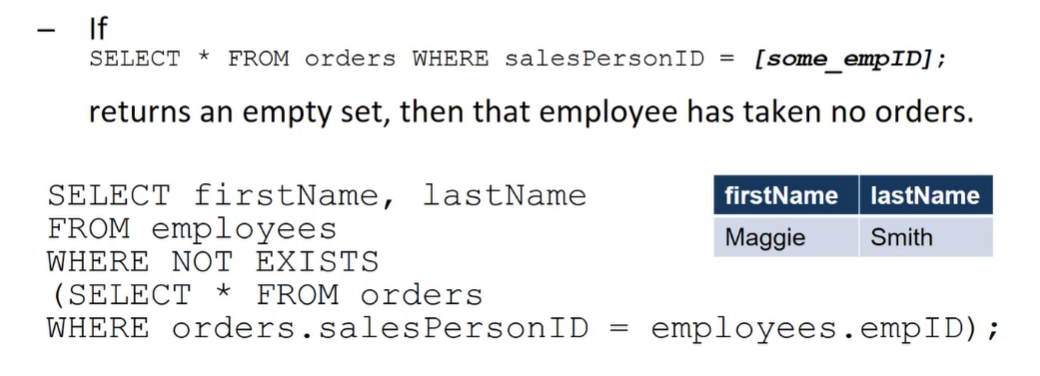 – If
SELECT * FROM orders WHERE salesPersonID = [some_empID];
returns an empty set, then that employee has taken no orders.
SELECT firstName, lastName
FROM employees
WHERE NOT EXISTS
(SELECT * FROM orders
WHERE orders.salesPersonID = employees.empID);
firstName lastName
Maggie Smith